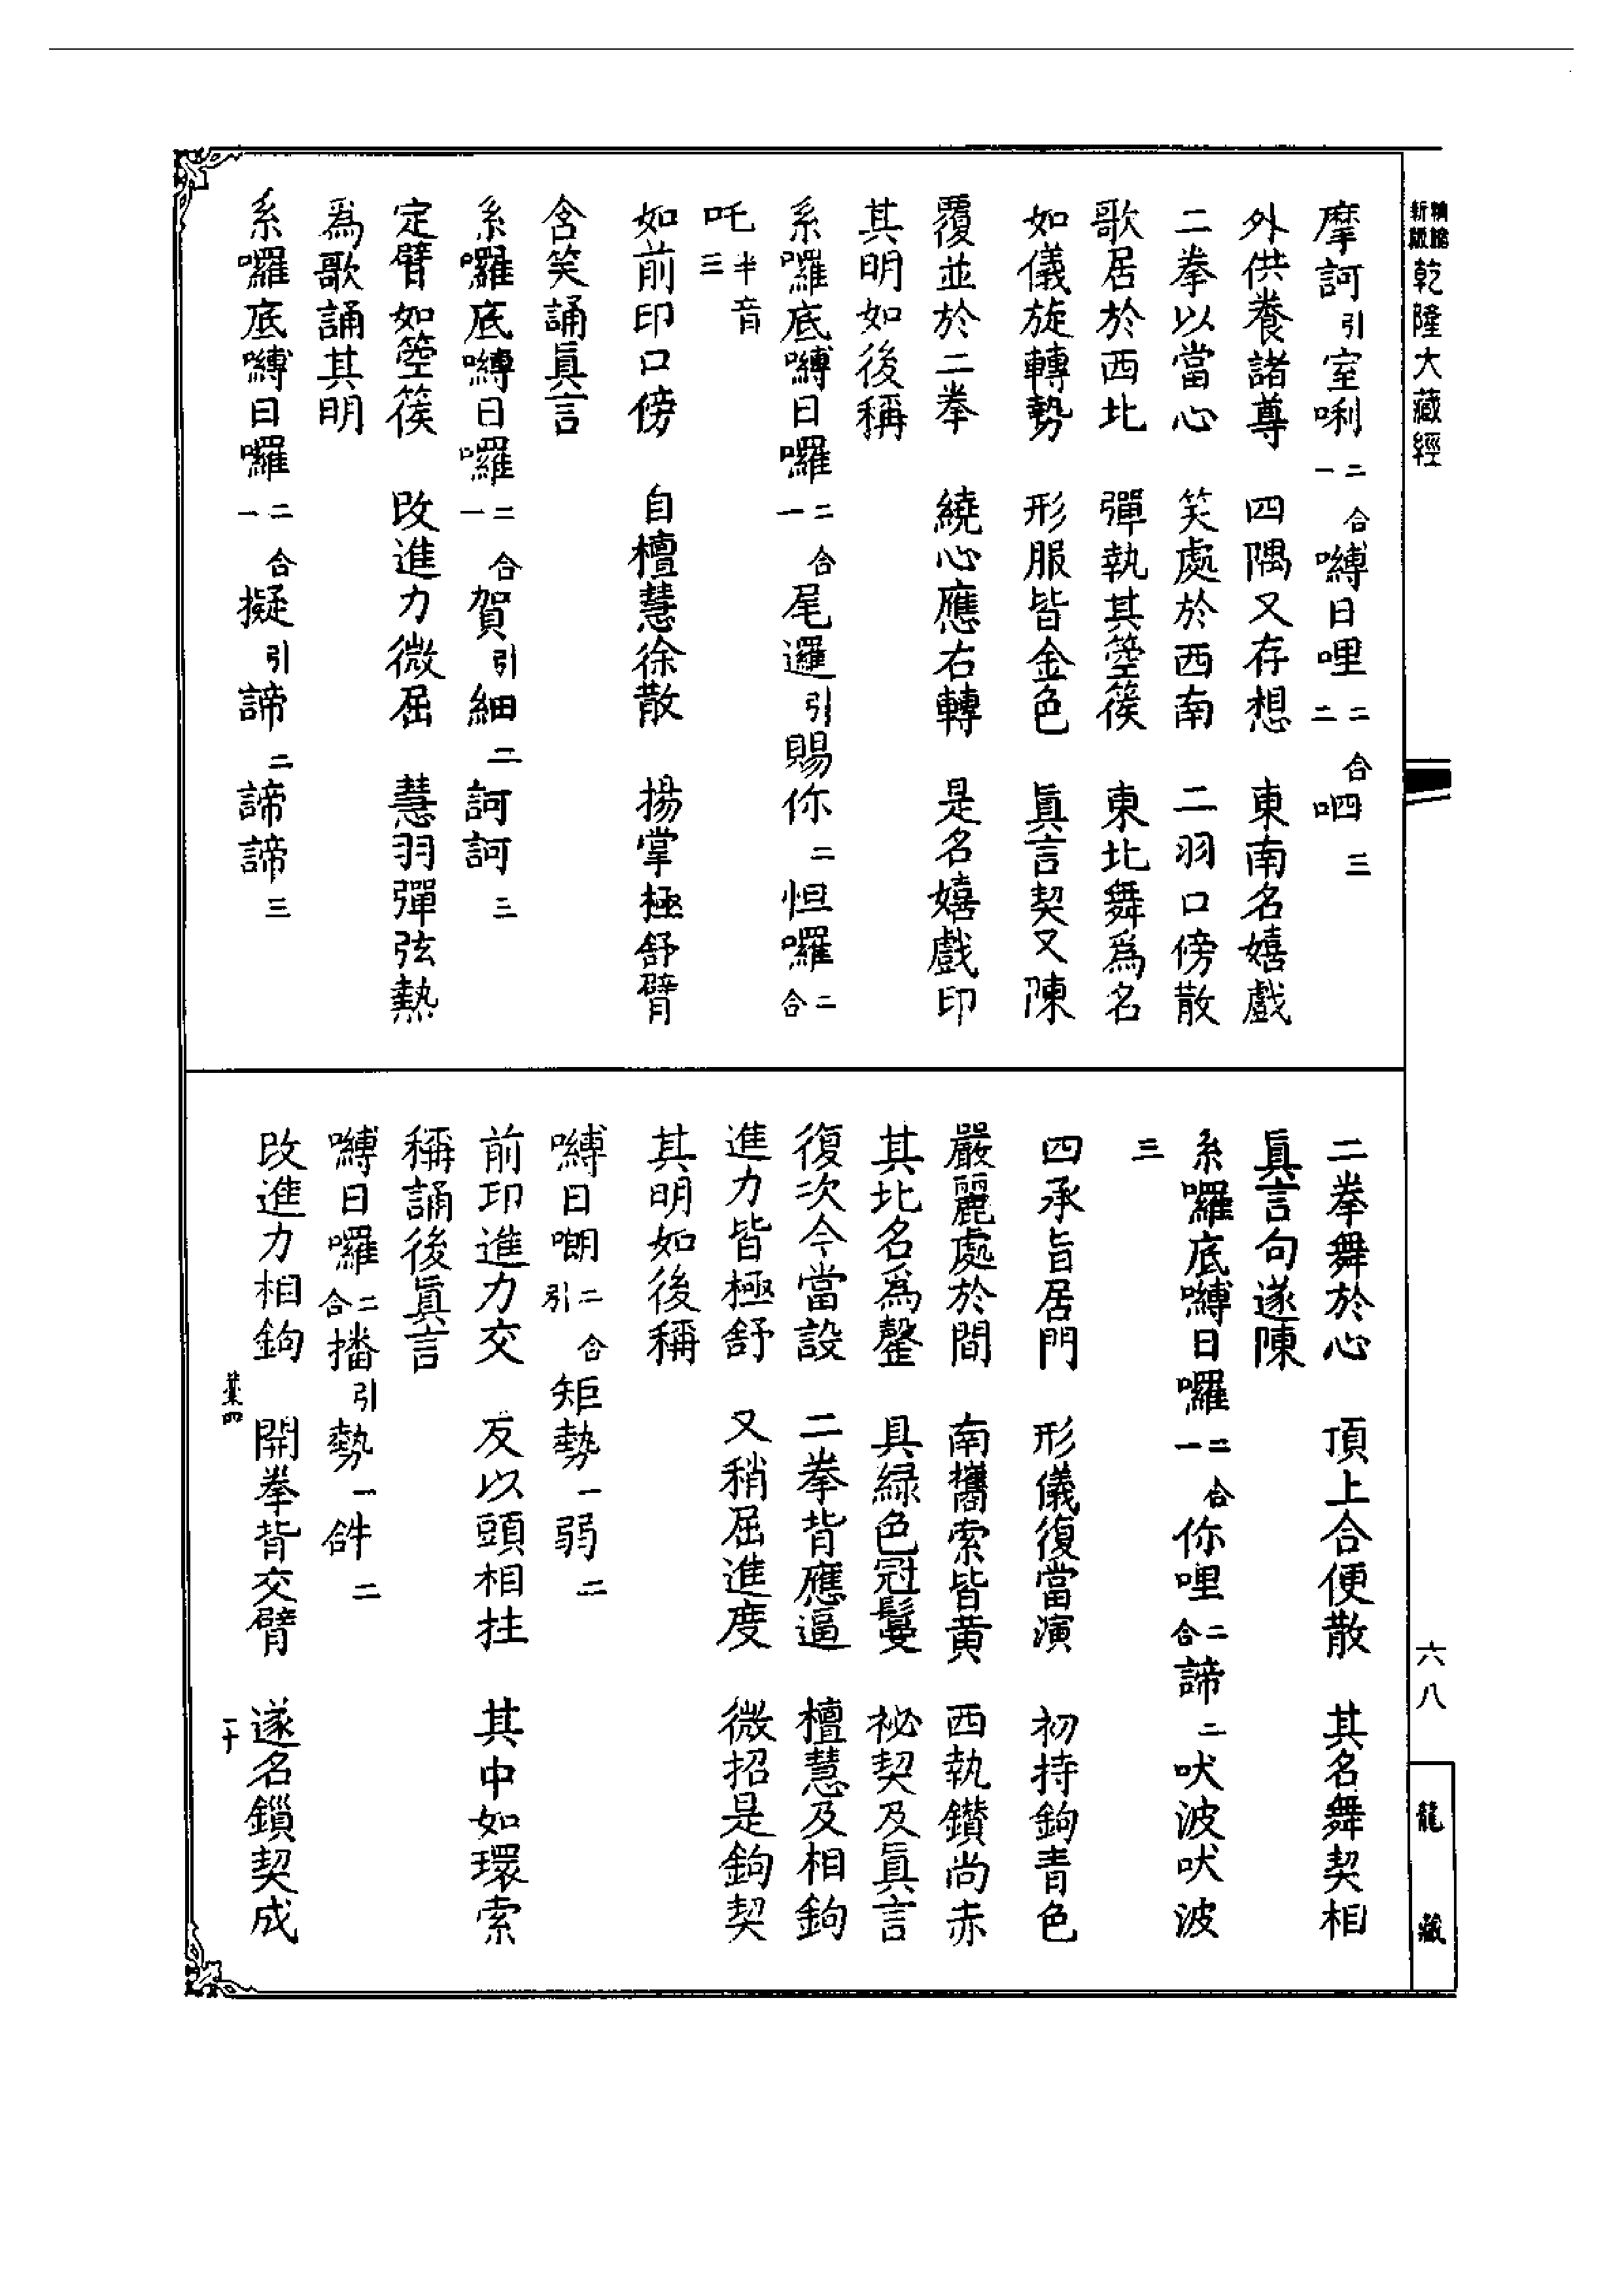 精縮新版乾隆大藏經
摩訶引室唎二合一嚩日哩二合二呬三
外供養諸尊　四隅又存想　東南名嬉戲
二拳以當心　笑處於西南　二羽口傍散
歌居於西北　彈執其箜篌　東北舞爲名
如儀旋轉勢　形服皆金色　眞言契又陳
覆並於二拳　繞心應右轉　是名嬉戲印
其明如後稱
系囉底嚩日囉二合一尾邏引賜你二怛囉二合
吒半音三
如前印口傍　自檀慧徐散　揚掌極舒臂
含笑誦眞言
系囉底嚩日囉二合一賀引細二訶訶三
定臂如箜篌　改進力微屈　慧羽彈弦熱
爲歌誦其明
系囉底嚩日囉二合一擬引諦二諦諦三
二拳舞於心　頂上合便散　其名舞契相
眞言句遂陳
系囉底嚩日囉二合一你哩二合諦二吠波吠波
三
四承旨居門　形儀復當演　初持鉤青色
嚴麗處於間　南攜索皆黄　西執鑽尚赤
其北名爲鏧　具緑色冠鬘　祕契及眞言
復次今當設　二拳背應逼　檀慧及相鉤
進力皆極舒　又稍屈進度　微招是鉤契
其明如後稱
嚩日㘕二合引矩勢一弱二
前印進力交　反以頭相拄　其中如環索
稱誦後眞言
嚩日囉二合播引勢一𤙖二
改進力相鉤　開拳背交臂　遂名鎻契成
六八
龍藏
集四
二十